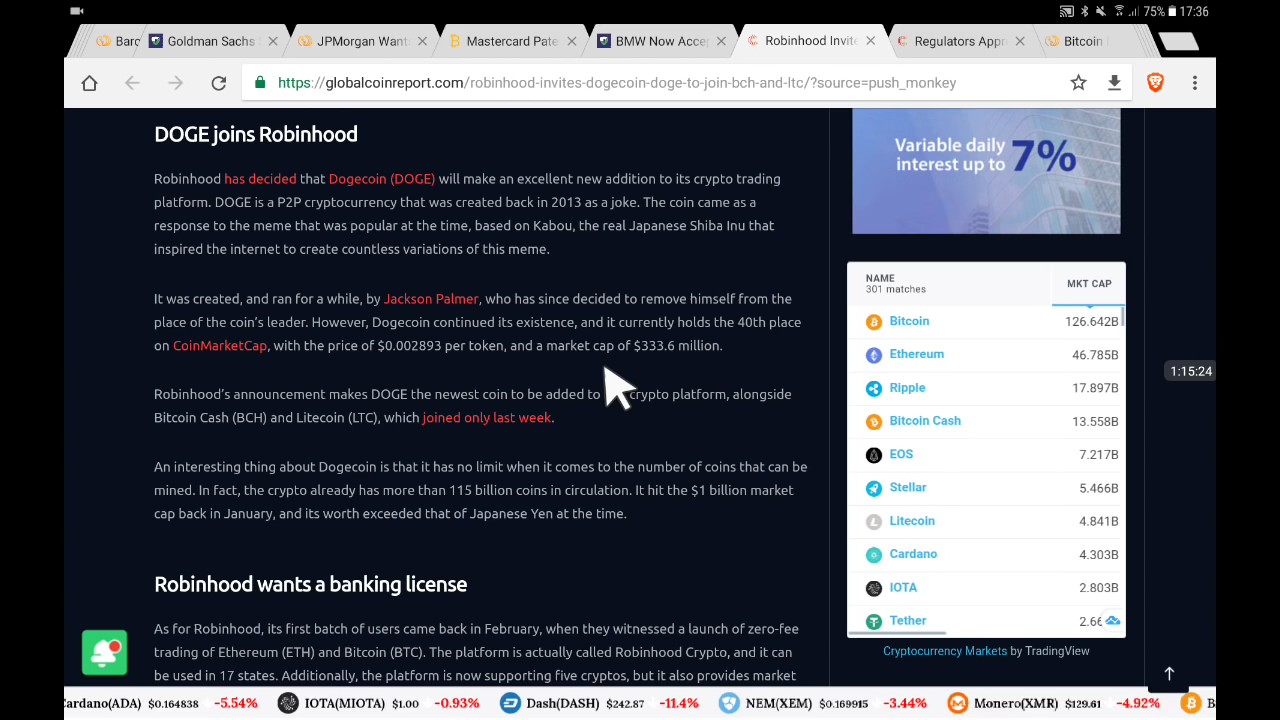 75% 17:36
Barc
Goldman Sachs
JPMorgan Want
Mastercard Pate
BMW Now Accep
Robinhood Invite
Regulators Appr
Bitcoin
https://globalcoinreport.com/robinhood-invites-dogecoin-doge-to-join-bch-and-ltc/?source=push_monkey
DOGE joins Robinhood
Robinhood has decided that Dogecoin (DOGE) will make an excellent new addition to its crypto trading
platform. DOGE is a P2P cryptocurrency that was created back in 2013 as a joke. The coin came as a
response to the meme that was popular at the time, based on Kabou, the real Japanese Shiba Inu that
inspired the internet to create countless variations of this meme.
It was created, and ran for a while, by Jackson Palmer, who has since decided to remove himself from the
place of the coin's leader. However, Dogecoin continued its existence, and it currently holds the 40th place
on CoinMarketCap, with the price of $0.002893 per token, and a market cap of $333.6 million.
Robinhood's announcement makes DOGE the newest coin to be added to crypto platform, alongside
Bitcoin Cash (BCH) and Litecoin (LTC), which joined only last week.
An interesting thing about Dogecoin is that it has no limit when it comes to the number of coins that can be
mined. In fact, the crypto already has more than 115 billion coins in circulation. It hit the $1 billion market
cap back in January, and its worth exceeded that of Japanese Yen at the time.
Robinhood wants a banking license
As for Robinhood, its first batch of users came back in February, when they witnessed a launch of zero-fee
trading of Ethereum (ETH) and Bitcoin (BTC). The platform is actually called Robinhood Crypto, and it can
be used in 17 states. Additionally, the platform is now supporting five cryptos, but it also provides market
Variable daily
interest up to 7%
NAME
301 matches
MKT CAP
Bitcoin 126.642B
Ethereum 46.785B
Ripple 17.897B
Bitcoin Cash 13.558B
EOS 7.217B
Stellar 5.466B
Litecoin 4.841B
Cardano 4.303B
IOTA 2.803B
Tether 2.66
Cryptocurrency Markets by TradingView
1:15:24
Cardano(ADA) $0.164838 -5.54% IOTA(MIOTA) $1.00 -0.93% Dash(DASH) $242.87 -11.4% NEM(XEM) $0.169915 -3.44% Monero(XMR) $129.61 -4.92% B